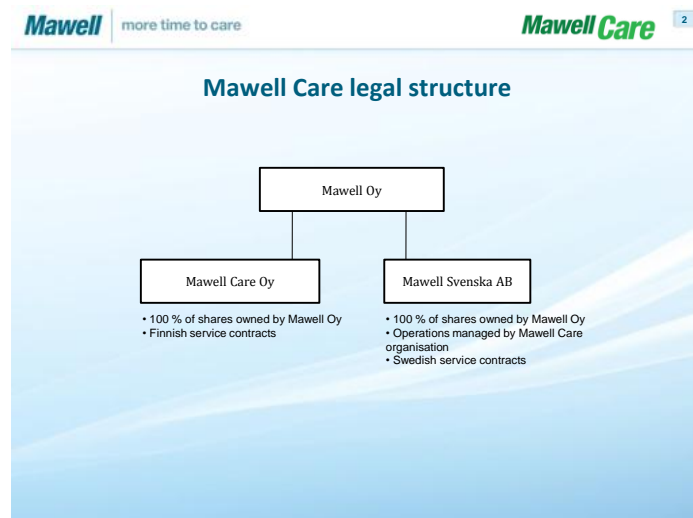 Mawell more time to care
Mawell Care
2
Mawell Care legal structure
Mawell Oy
Mawell Care Oy
Mawell Svenska AB
• 100 % of shares owned by Mawell Oy
• Finnish service contracts
• 100 % of shares owned by Mawell Oy
• Operations managed by Mawell Care
organisation
• Swedish service contracts